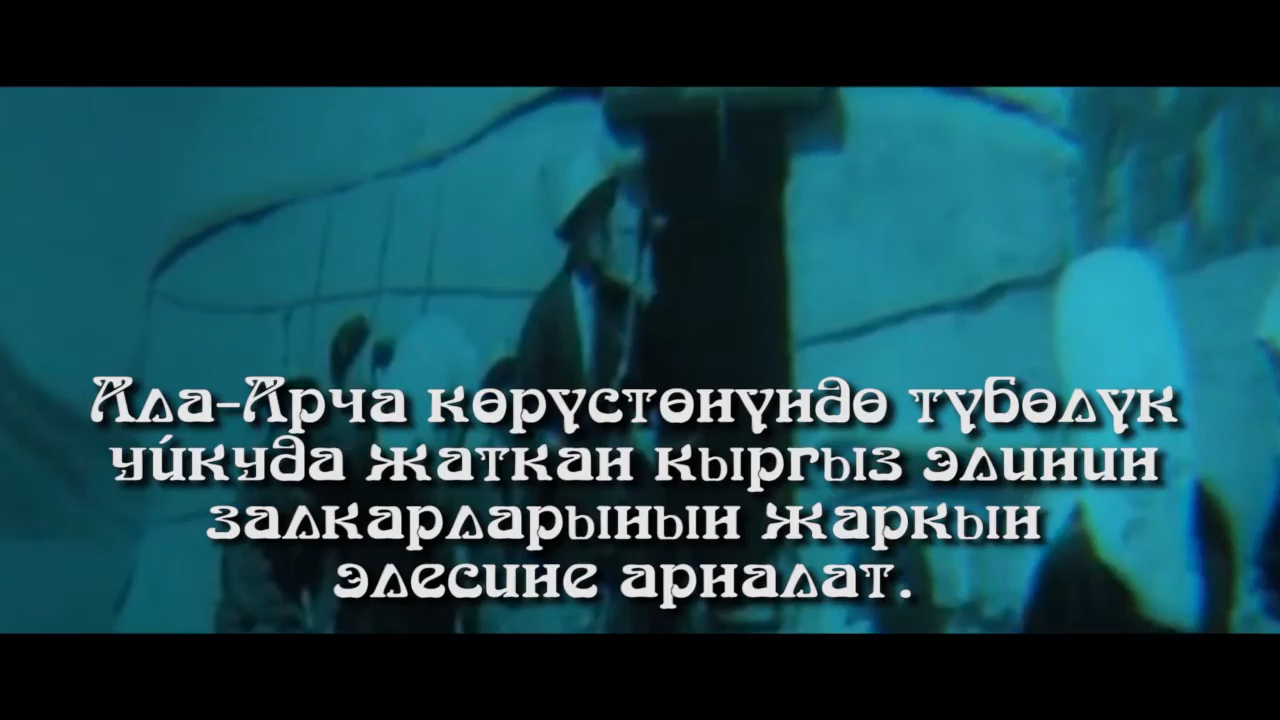 Ала-Арча көрүстөнүндө түбөлүк
уйкуда жаткан кыргыз элинин
залкарларынын жаркын
элесине арналат.